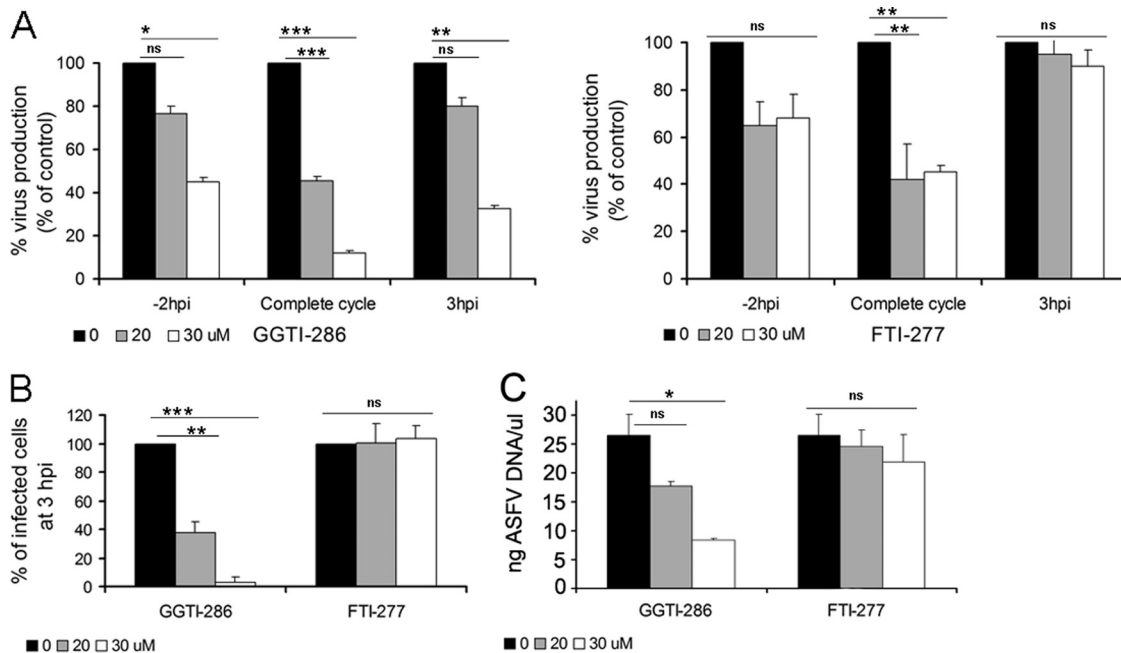 A
* *** ** 
ns *** ns
% virus production
(% of control)
100
80
60
40
20
0
-2hpi Complete cycle 3hpi
0 20 30 uM GGTI-286
ns ** ns
**
% virus production
(% of control)
100
80
60
40
20
0
-2hpi Complete cycle 3hpi
0 20 30 uM FTI-277
B
*** ns
**
% of infected cells
at 3 hpi
120
100
80
60
40
20
0
GGTI-286 FTI-277
0 20 30 uM
C
* ns
ns
ng ASFV DNA/ul
30
25
20
15
10
5
0
GGTI-286 FTI-277
0 20 30 uM